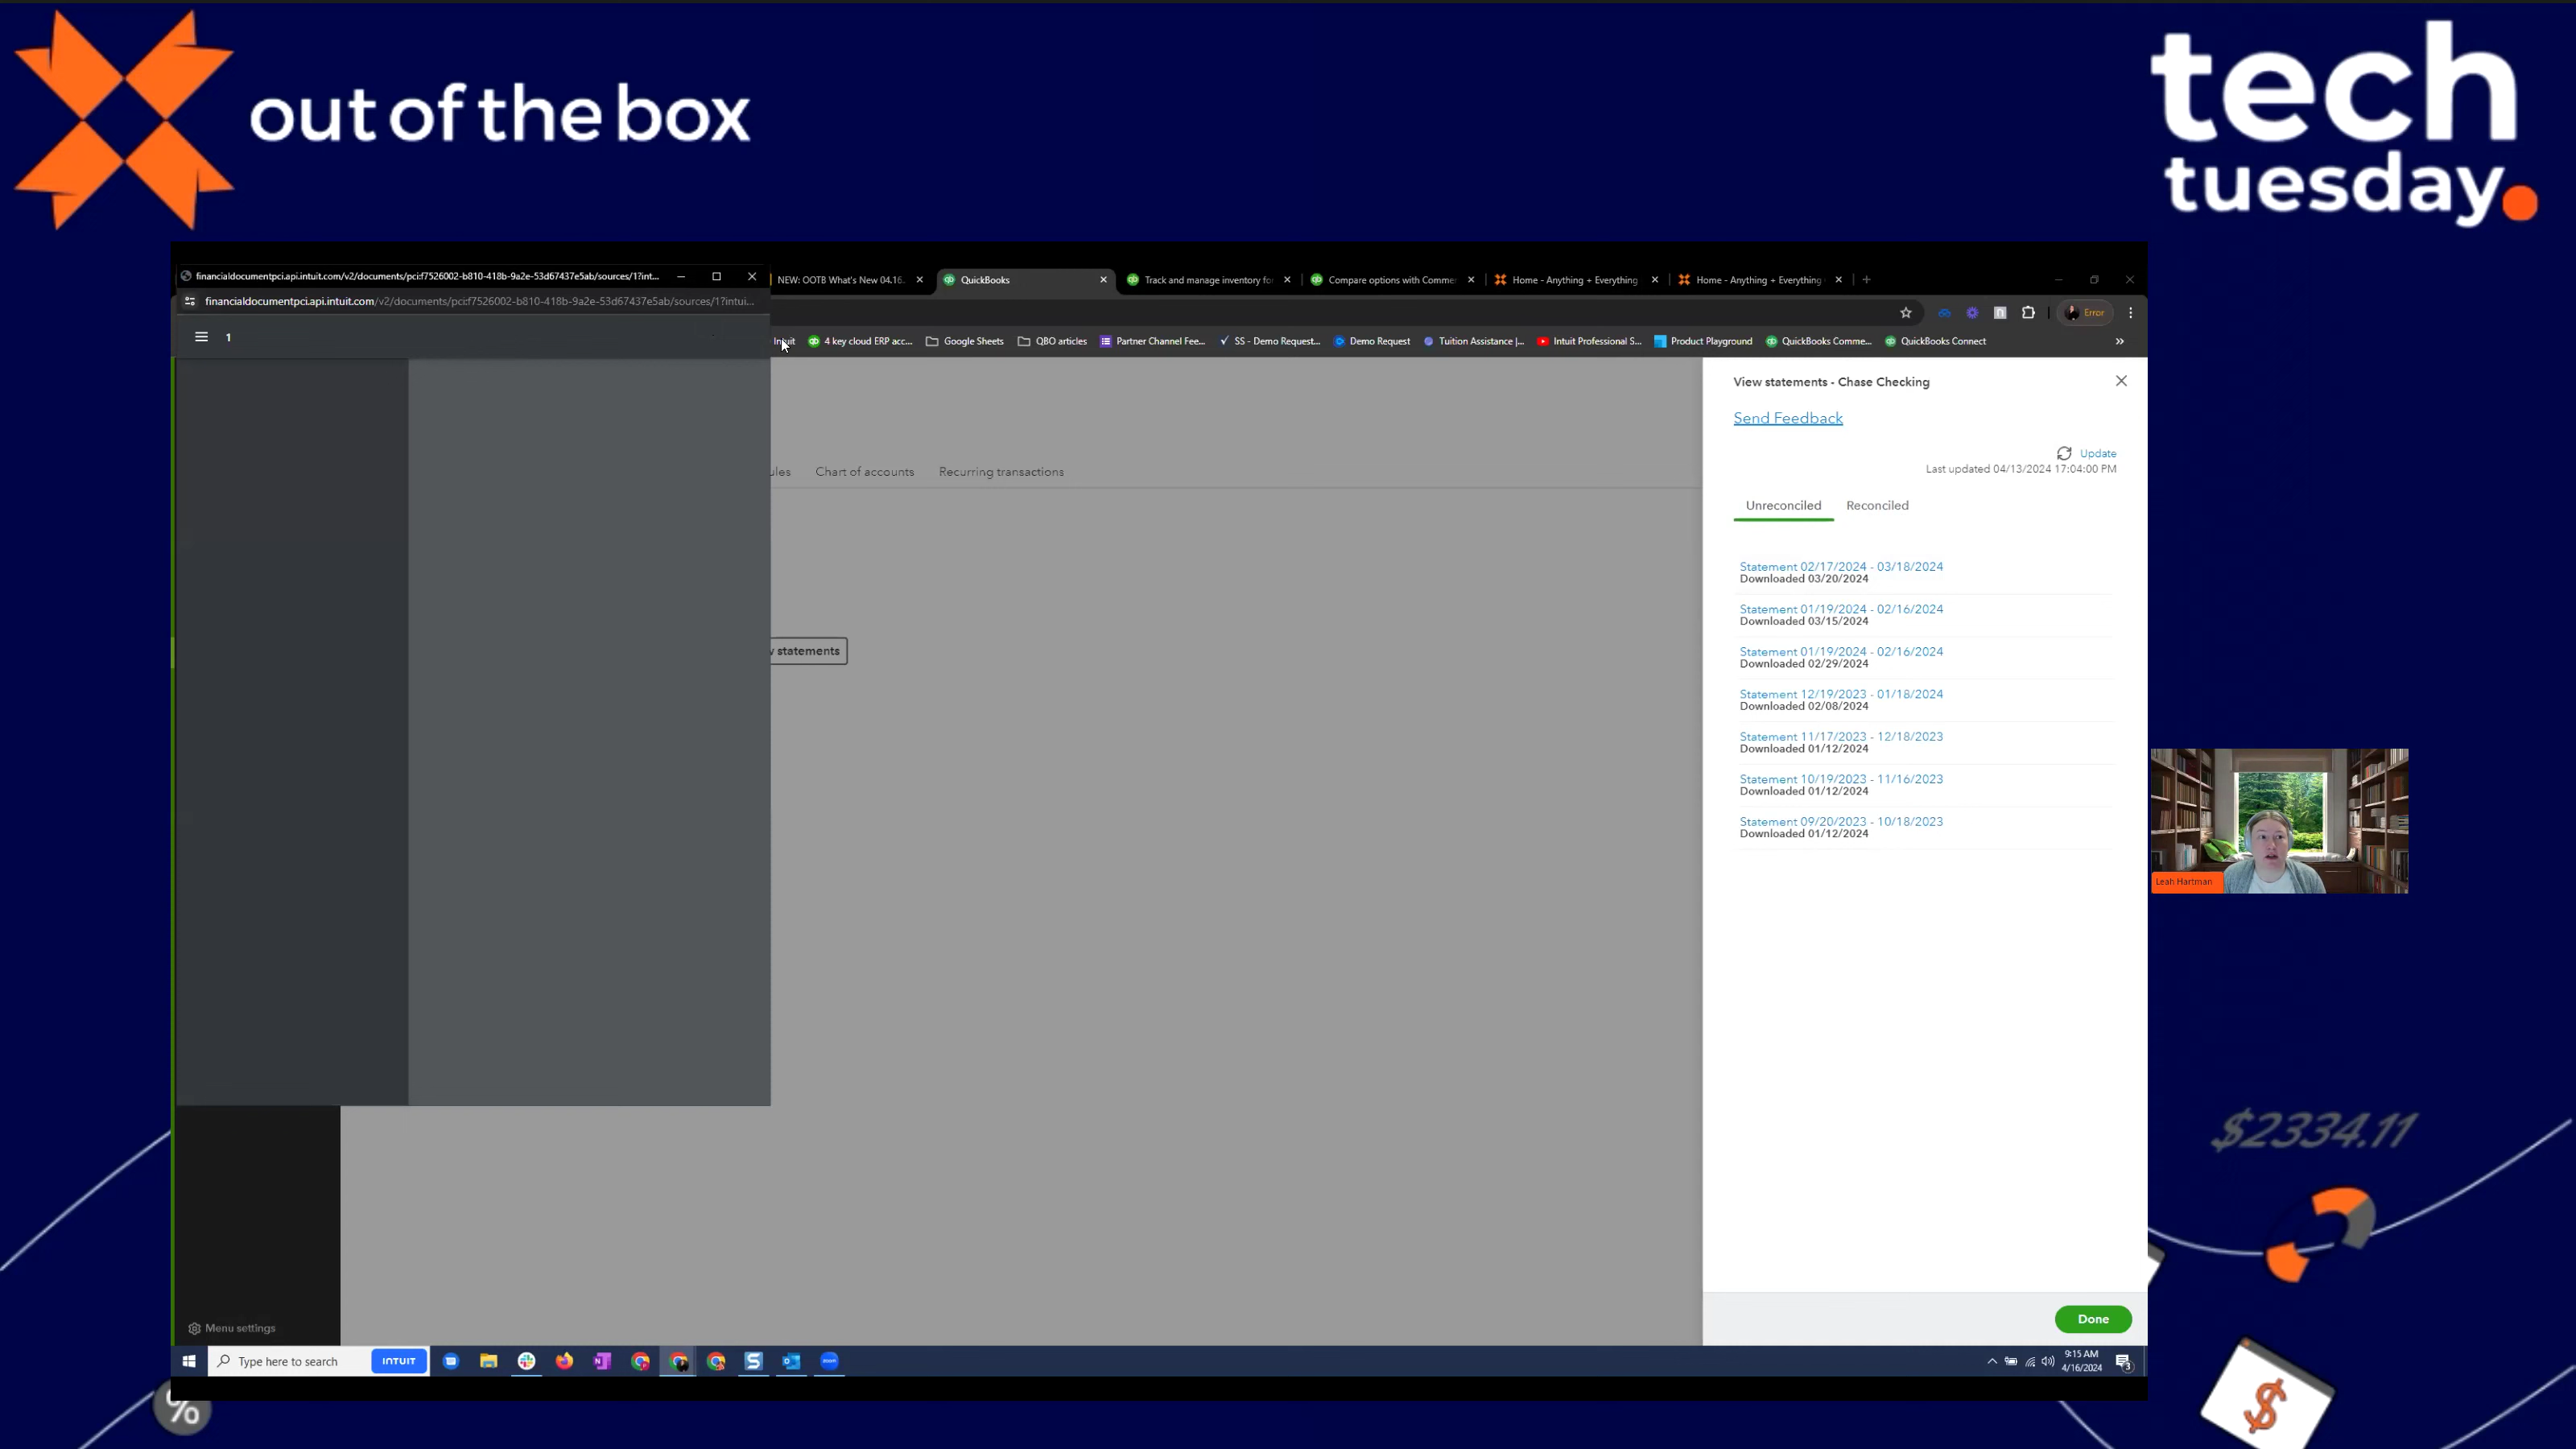 out of the box
tech
tuesday.
financialdocumentpci.api.intuit.com/v2/documents/pci:f7526002-b810-418b-9a2e-53d67437e5ab/sources/1?int...
NEW: OOTB What's New 04.16.
QuickBooks
Track and manage inventory for
Compare options with Comme
Home - Anything + Everything
Home - Anything + Everything
financialdocumentpci.api.intuit.com/v2/documents/pci:f7526002-b810-418b-9a2e-53d67437e5ab/sources/1?intui...
Error
1
Intuit
4 key cloud ERP acc...
Google Sheets
QBO articles
Partner Channel Fee...
SS - Demo Request...
Demo Request
Tuition Assistance |...
Intuit Professional S...
Product Playground
QuickBooks Comme...
QuickBooks Connect
View statements - Chase Checking
Send Feedback
Update
Last updated 04/13/2024 17:04:00 PM
ules
Chart of accounts
Recurring transactions
Unreconciled
Reconciled
Statement 02/17/2024 - 03/18/2024
Downloaded 03/20/2024
Statement 01/19/2024 - 02/16/2024
Downloaded 03/15/2024
statements
Statement 01/19/2024 - 02/16/2024
Downloaded 02/29/2024
Statement 12/19/2023 - 01/18/2024
Downloaded 02/08/2024
Statement 11/17/2023 - 12/18/2023
Downloaded 01/12/2024
Statement 10/19/2023 - 11/16/2023
Downloaded 01/12/2024
Statement 09/20/2023 - 10/18/2023
Downloaded 01/12/2024
Leah Hartman
$2334.11
Done
Menu settings
Type here to search
INTUIT
9:15 AM
4/16/2024
3
%
$